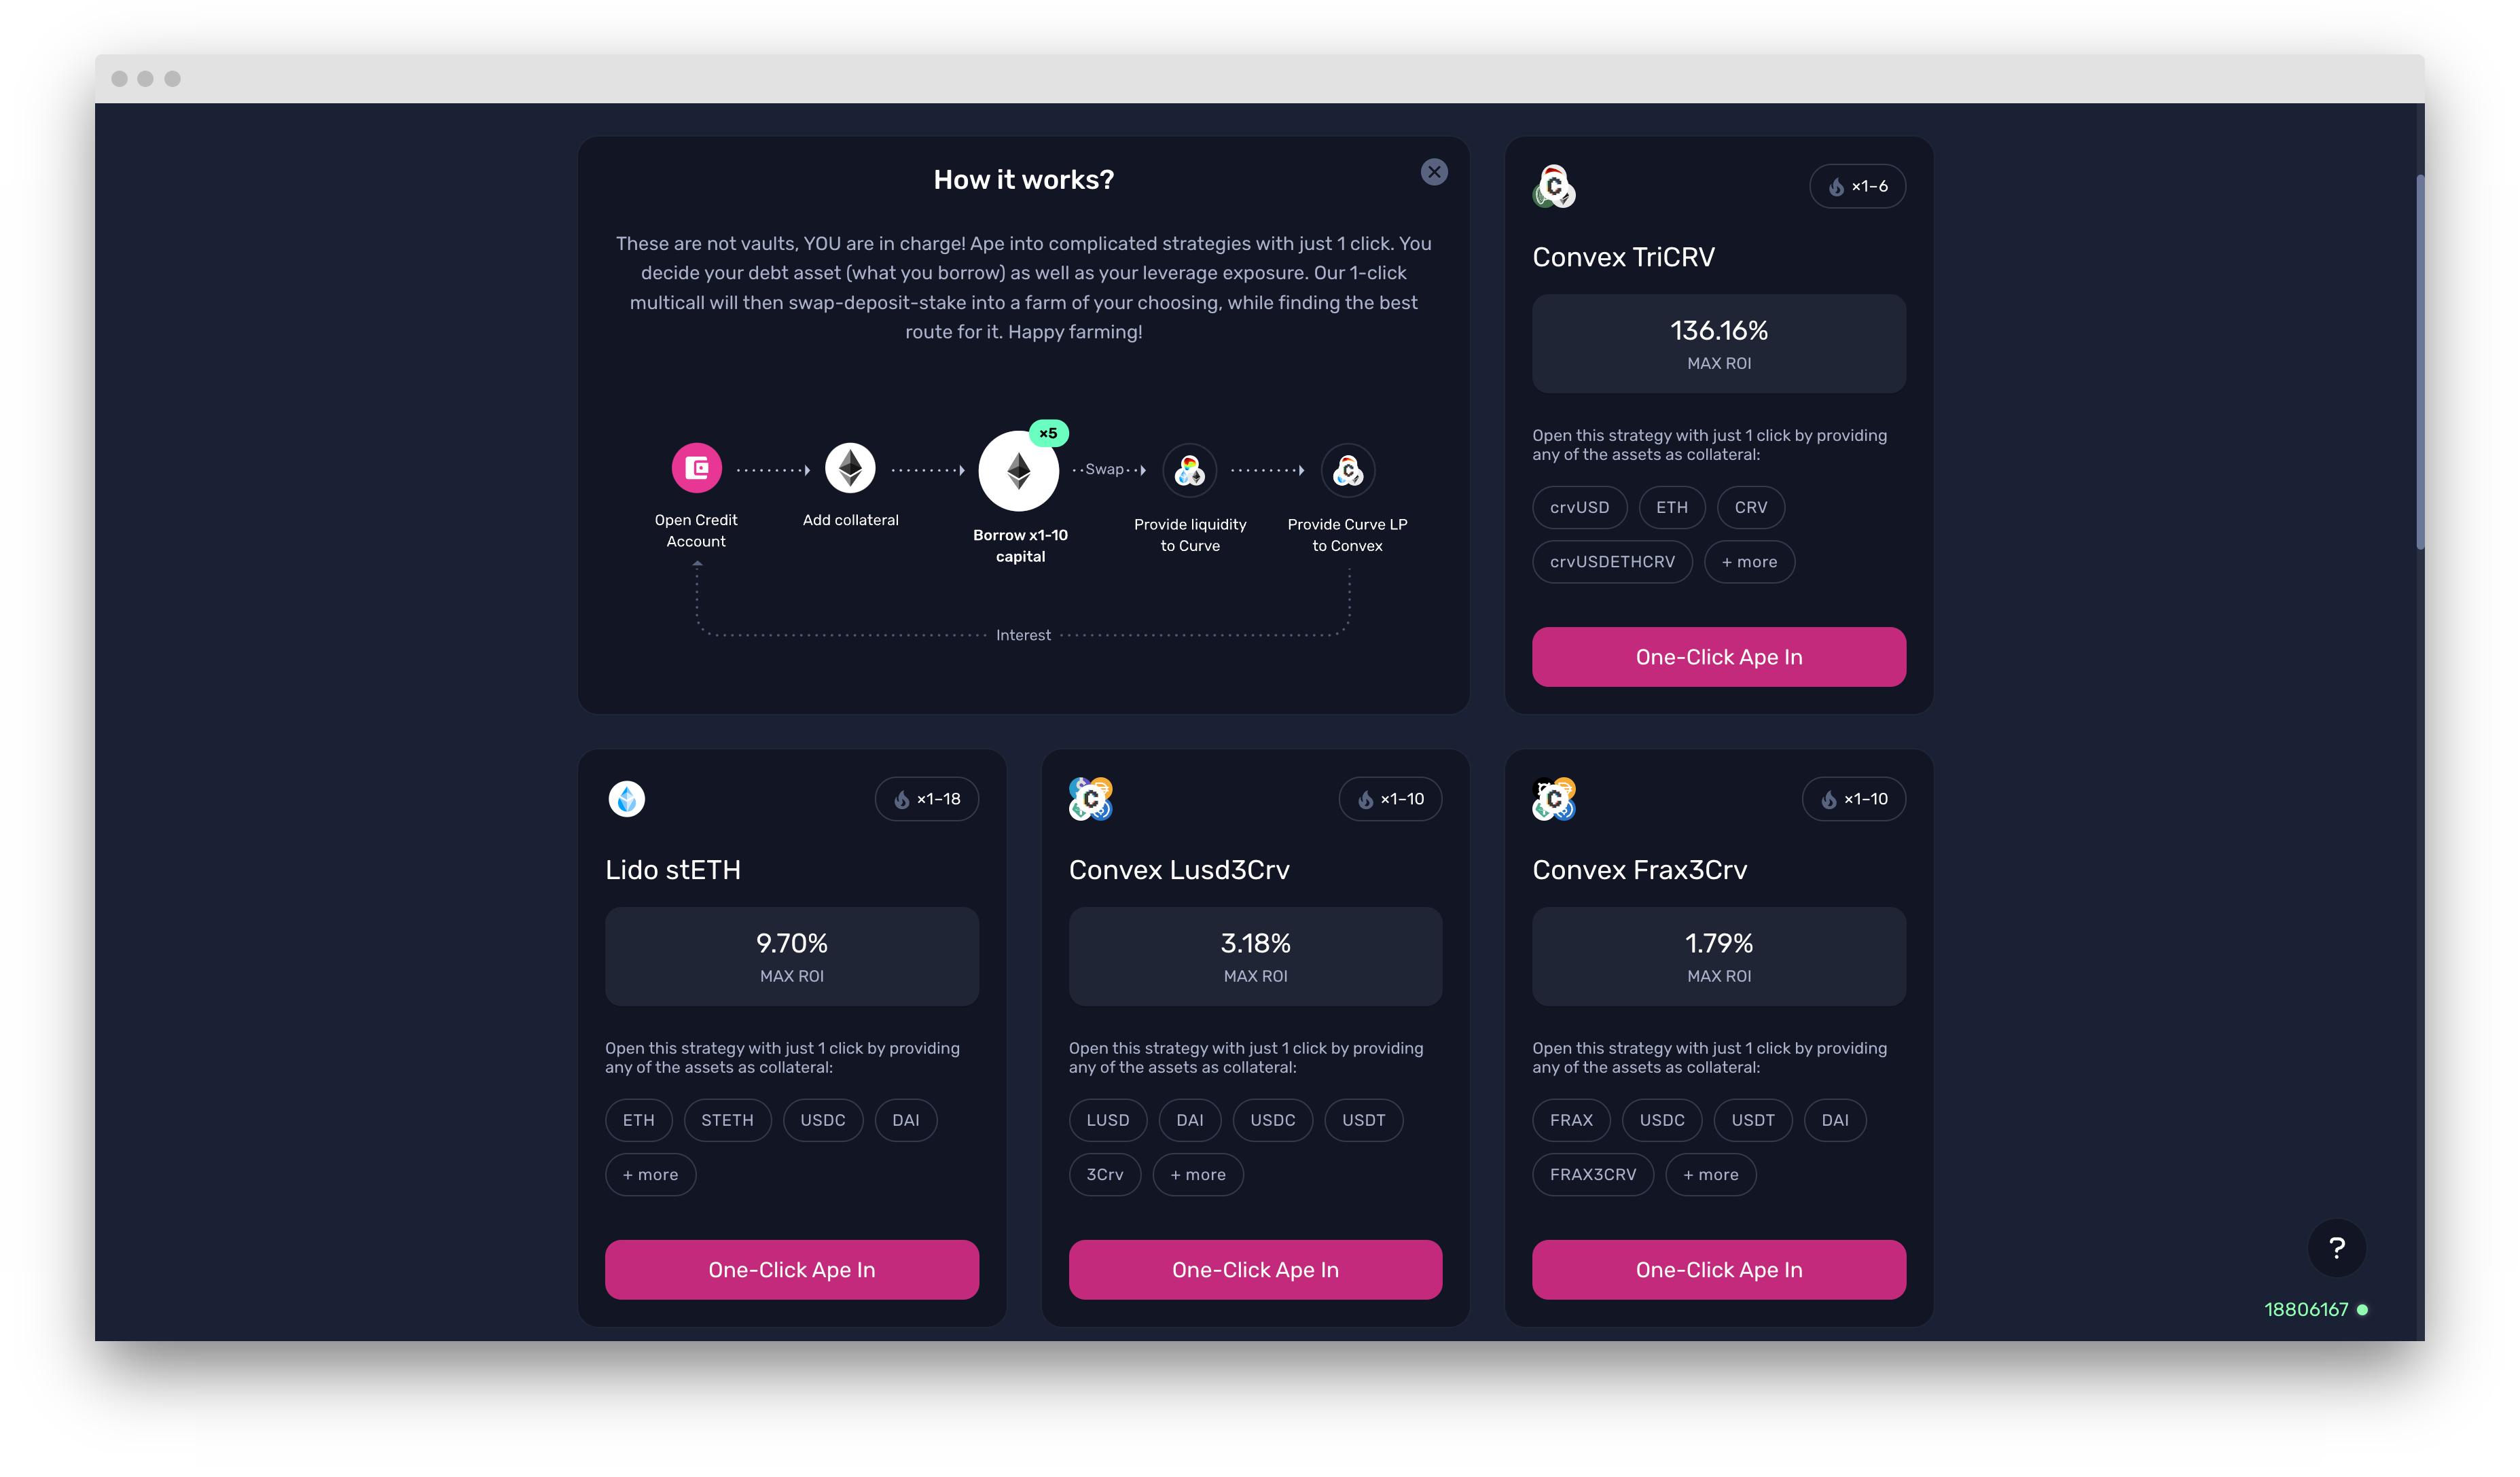 How it works?
These are not vaults, YOU are in charge! Ape into complicated strategies with just 1 click. You
decide your debt asset (what you borrow) as well as your leverage exposure. Our 1-click
multicall will then swap-deposit-stake into a farm of your choosing, while finding the best
route for it. Happy farming!
×5
Swap
Open Credit
Account
Add collateral
Borrow x1-10
capital
Provide liquidity
to Curve
Provide Curve LP
to Convex
Interest
×1–6
Convex TriCRV
136.16%
MAX ROI
Open this strategy with just 1 click by providing
any of the assets as collateral:
crvUSD
ETH
CRV
crvUSDETHCRV
+ more
One-Click Ape In
×1–18
Lido stETH
9.70%
MAX ROI
Open this strategy with just 1 click by providing
any of the assets as collateral:
ETH
STETH
USDC
DAI
+ more
One-Click Ape In
×1–10
Convex Lusd3Crv
3.18%
MAX ROI
Open this strategy with just 1 click by providing
any of the assets as collateral:
LUSD
DAI
USDC
USDT
3Crv
+ more
One-Click Ape In
×1–10
Convex Frax3Crv
1.79%
MAX ROI
Open this strategy with just 1 click by providing
any of the assets as collateral:
FRAX
USDC
USDT
DAI
FRAX3CRV
+ more
One-Click Ape In
?
18806167